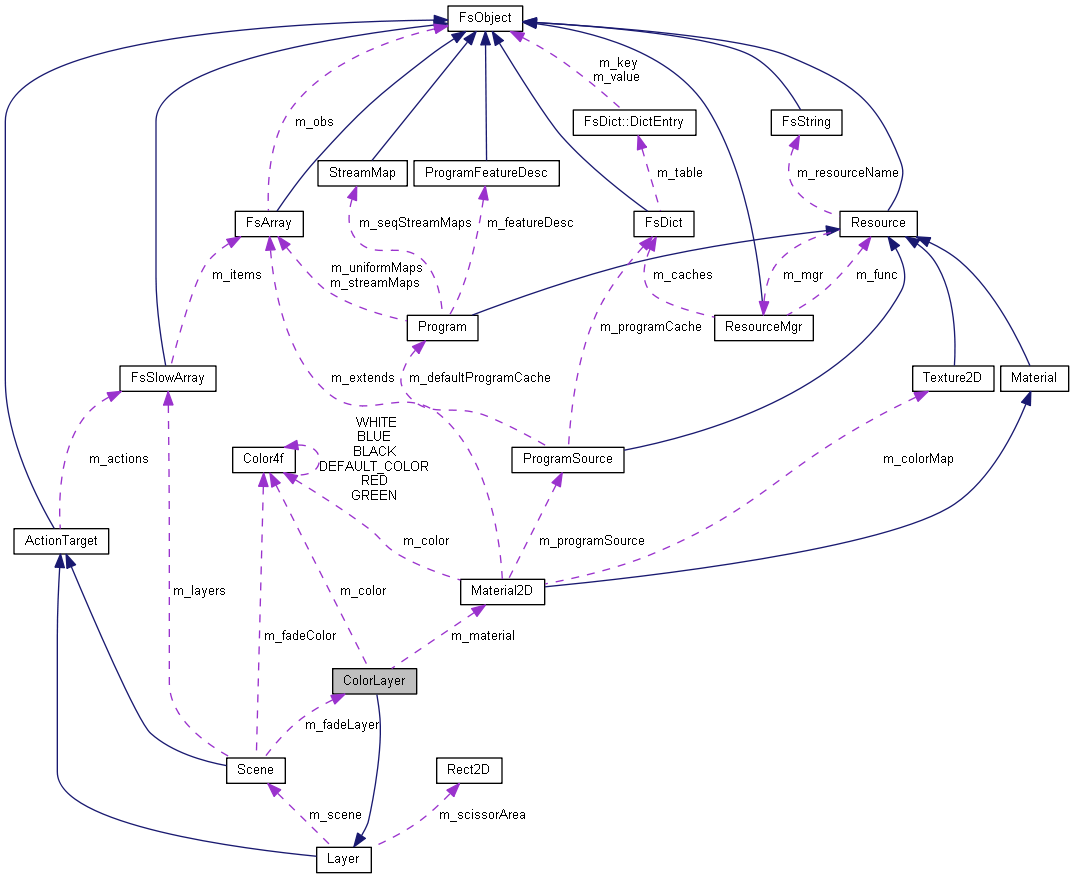 FsObject
m_key
m_value
m_obs
FsDict::DictEntry
FsString
StreamMap
ProgramFeatureDesc
m_table
m_resourceName
FsArray
m_seqStreamMaps
m_featureDesc
FsDict
Resource
m_items
m_uniformMaps
m_streamMaps
m_caches
m_mgr
m_func
Program
m_programCache
ResourceMgr
FsSlowArray
m_extends
m_defaultProgramCache
Texture2D
Material
WHITE
BLUE
BLACK
DEFAULT_COLOR
RED
GREEN
m_actions
Color4f
ProgramSource
m_colorMap
ActionTarget
m_color
m_programSource
m_layers
m_color
Material2D
m_fadeColor
m_material
ColorLayer
m_fadeLayer
Scene
Rect2D
m_scene
m_scissorArea
Layer